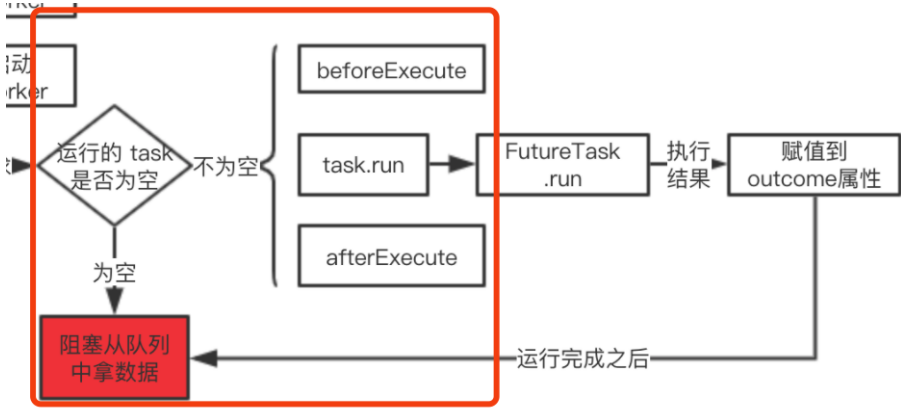 启动
beforeExecute
运行的 task
是否为空
不为空
task.run
FutureTask
.run
执行
结果
赋值到
outcome属性
afterExecute
为空
阻塞从队列
中拿数据
运行完成之后